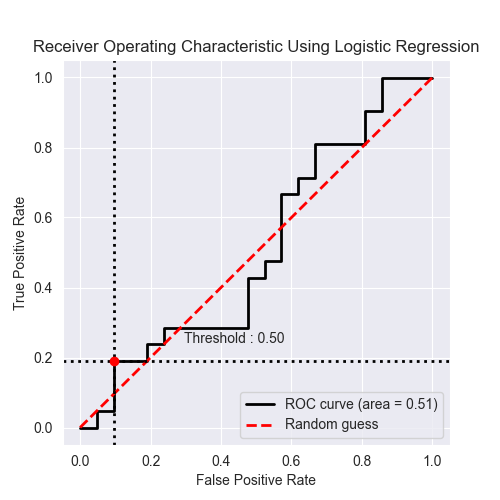 Receiver Operating Characteristic Using Logistic Regression
1.0
0.8
0.6
0.4
0.2
0.0
True Positive Rate
Threshold : 0.50
ROC curve (area = 0.51)
Random guess
0.0 0.2 0.4 0.6 0.8 1.0
False Positive Rate